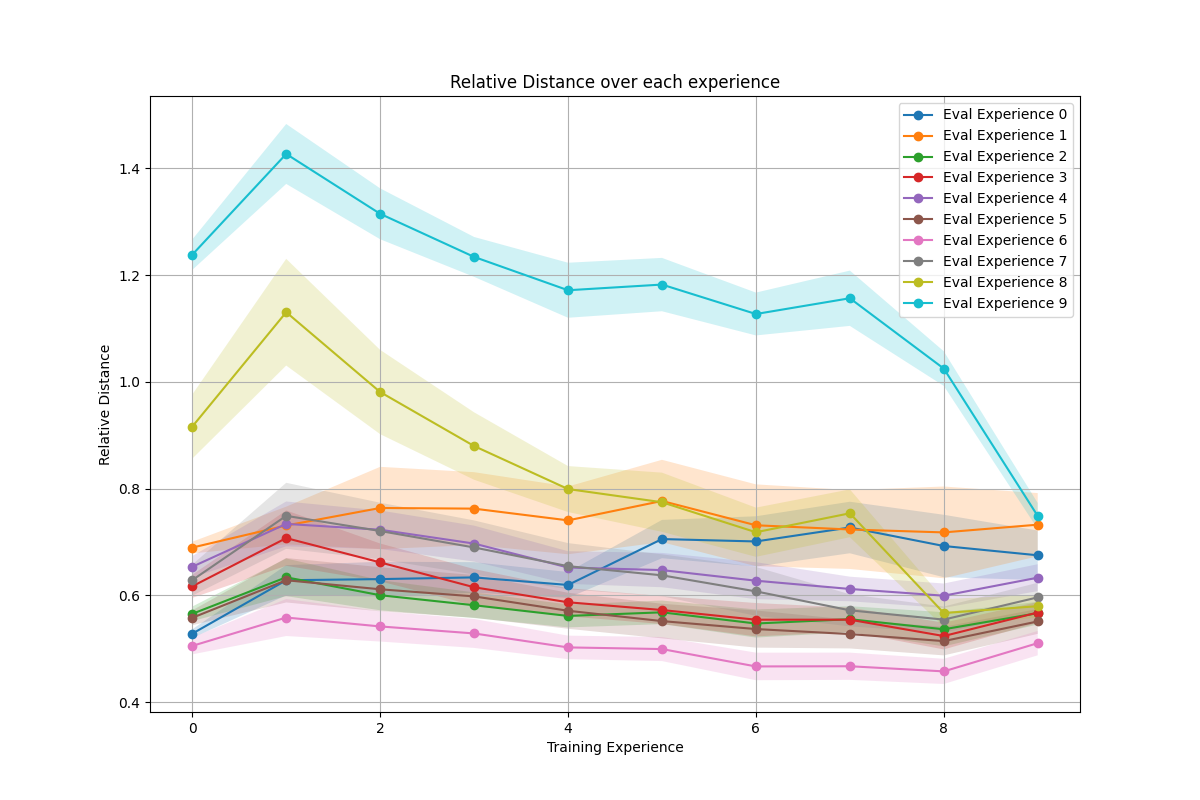 Relative Distance over each experience
Eval Experience 0
Eval Experience 1
Eval Experience 2
Eval Experience 3
Eval Experience 4
Eval Experience 5
Eval Experience 6
Eval Experience 7
Eval Experience 8
Eval Experience 9
Relative Distance
1.4
1.2
1.0
0.8
0.6
0.4
0 2 4 6 8
Training Experience